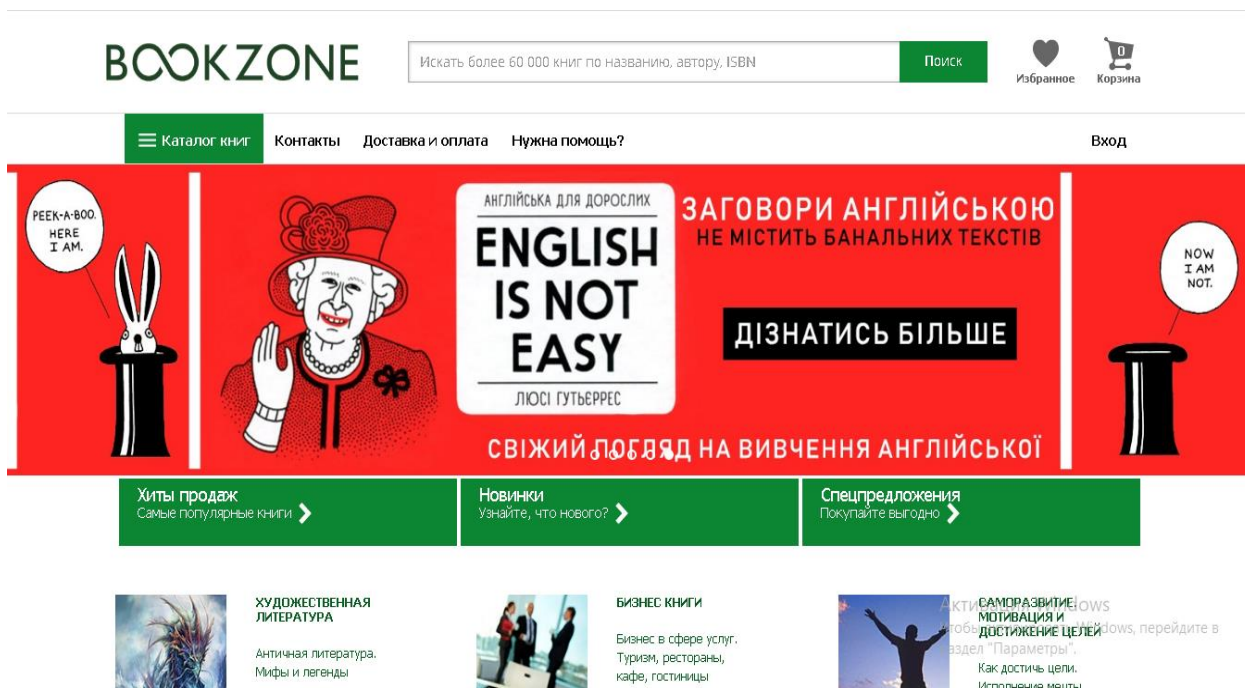 BOOKZONE
Искать более 60 000 книг по названию, автору, ISBN
Поиск
Избранное
0
Корзина
Каталог книг
Контакты
Доставка и оплата
Нужна помощь?
Вход
PEEK-A-BOO.
HERE
I AM.
АНГЛІЙСЬКА ДЛЯ ДОРОСЛИХ
ENGLISH
IS NOT
EASY
ЛЮСІ ГУТЬЄРРЕС
ЗАГОВОРИ АНГЛІЙСЬКОЮ
НЕ МІСТИТЬ БАНАЛЬНИХ ТЕКСТІВ
ДІЗНАТИСЬ БІЛЬШЕ
СВІЖИЙ ПОГЛЯД НА ВИВЧЕННЯ АНГЛІЙСЬКОЇ
NOW
I AM
NOT.
Хиты продаж
Самые популярные книги
Новинки
Узнайте, что нового?
Спецпредложения
Покупайте выгодно
ХУДОЖЕСТВЕННАЯ
ЛИТЕРАТУРА
Античная литература.
Мифы и легенды
БИЗНЕС КНИГИ
Бизнес в сфере услуг.
Туризм, рестораны,
кафе, гостиницы
САМОРАЗВИТИЕ.
МОТИВАЦИЯ И
ДОСТИЖЕНИЕ ЦЕЛЕЙ
Как достичь цели.
Исполнение мечты
Активация Windows
Чтобы активировать Windows, перейдите в
раздел "Параметры".